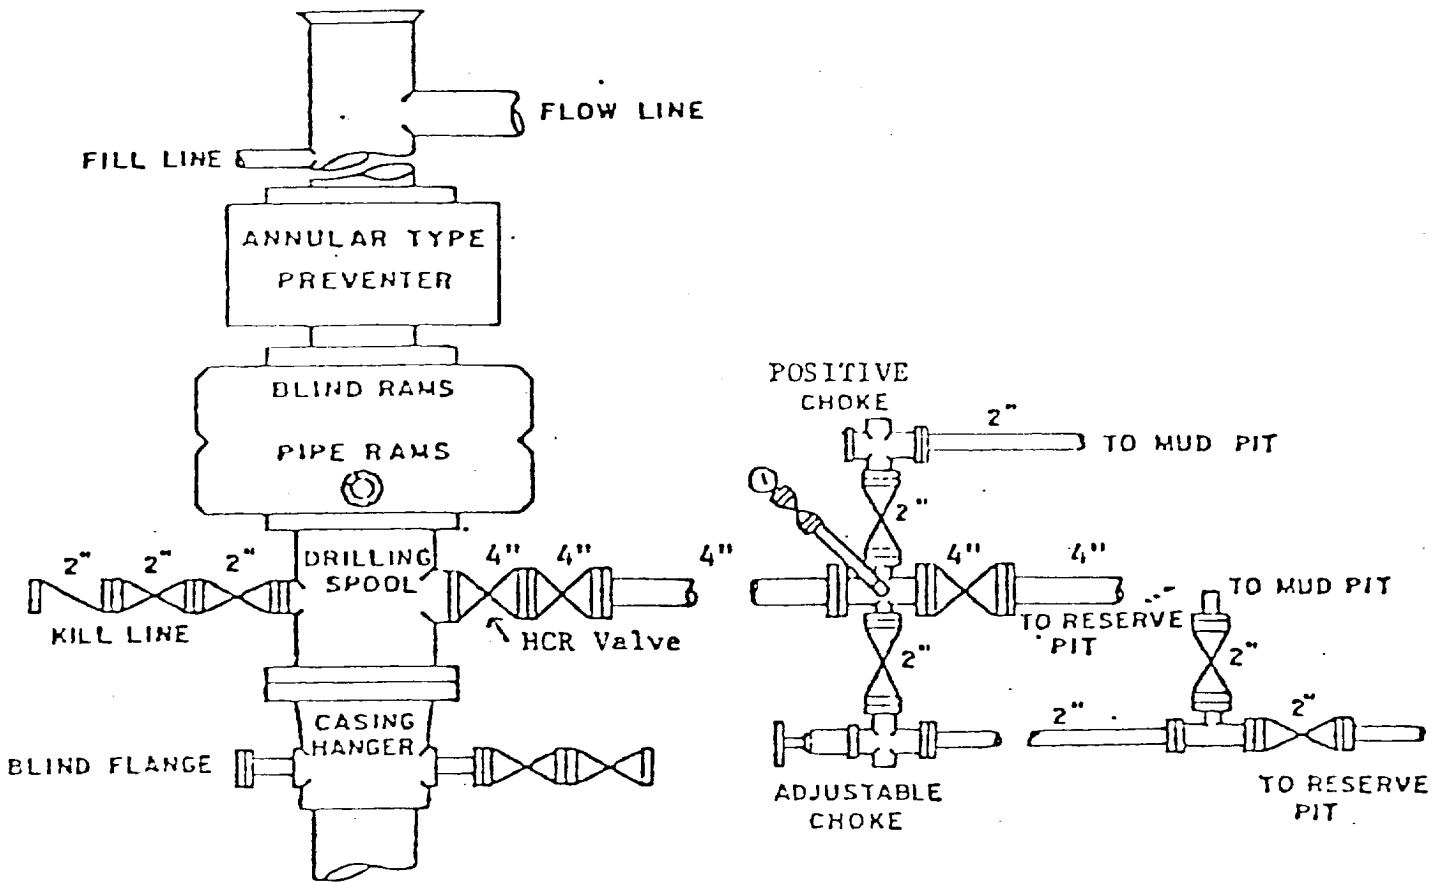 FLOW LINE
FILL LINE
ANNULAR TYPE
PREVENTER
BLIND RAMS
PIPE RAMS
DRILLING
SPOOL
2"
2"
2"
KILL LINE
4"
4"
4"
HCR Valve
CASING
HANGER
BLIND FLANGE
POSITIVE
CHOKE
2"
TO MUD PIT
2"
4"
4"
TO RESERVE
PIT
2"
ADJUSTABLE
CHOKE
TO MUD PIT
2"
2"
2"
TO RESERVE
PIT